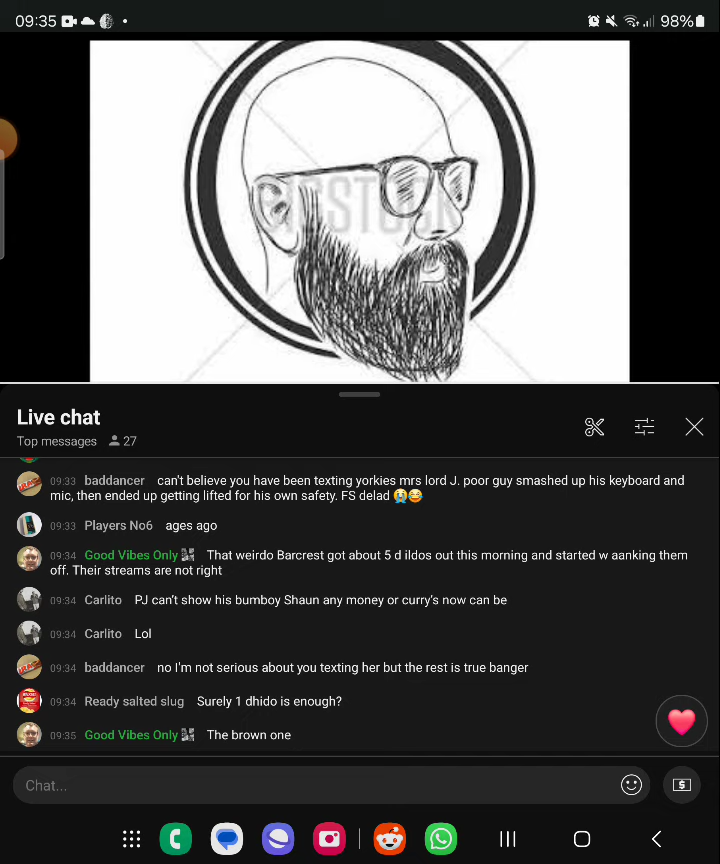 09:35
98%
BIGSTOCK
Live chat
Top messages 27
09:33 baddancer can't believe you have been texting yorkies mrs lord J. poor guy smashed up his keyboard and
mic, then ended up getting lifted for his own safety. FS delad 😭😂
09:33 Players No6 ages ago
09:34 Good Vibes Only That weirdo Barcrest got about 5 d ildos out this morning and started w aanking them
off. Their streams are not right
09:34 Carlito PJ can't show his bumboy Shaun any money or curry's now can be
09:34 Carlito Lol
09:34 baddancer no I'm not serious about you texting her but the rest is true banger
09:34 Ready salted slug Surely 1 dhido is enough?
09:35 Good Vibes Only The brown one
Chat...